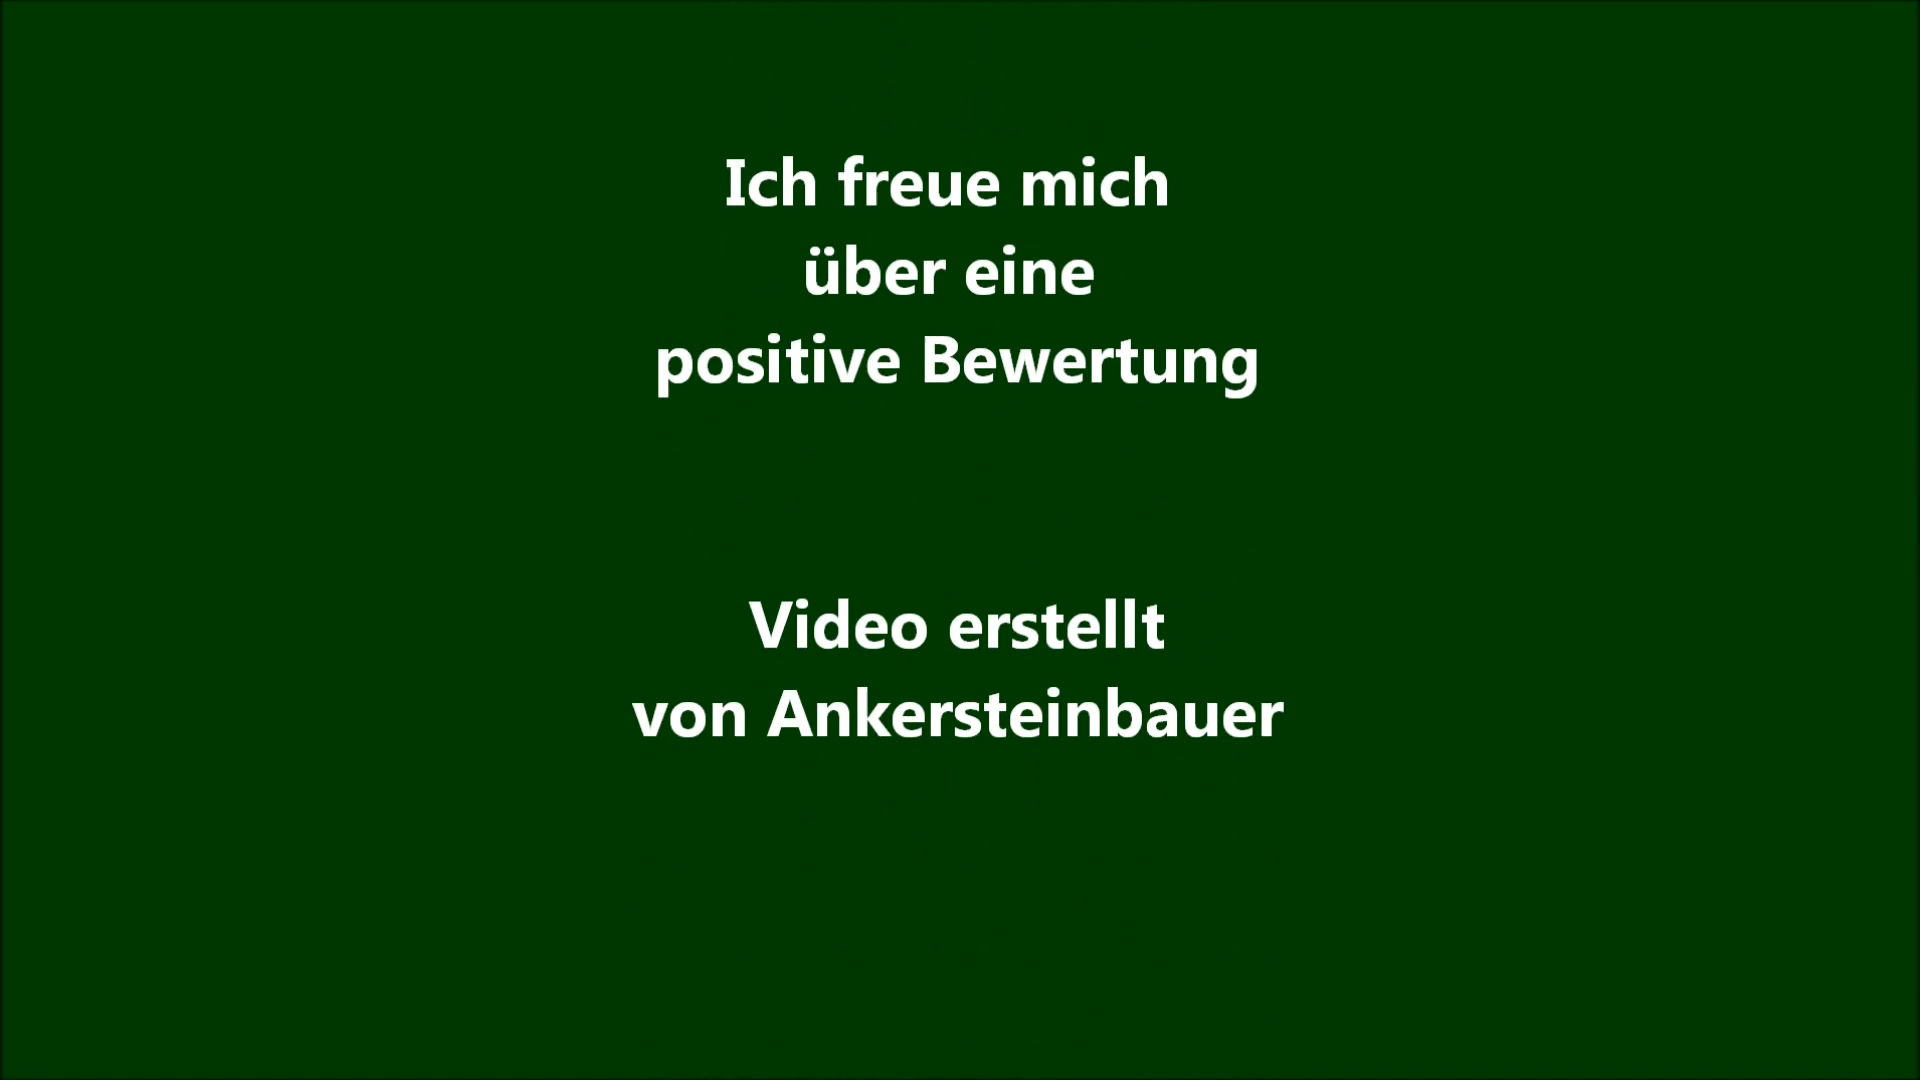 Ich freue mich
über eine
positive Bewertung
Video erstellt
von Ankersteinbauer